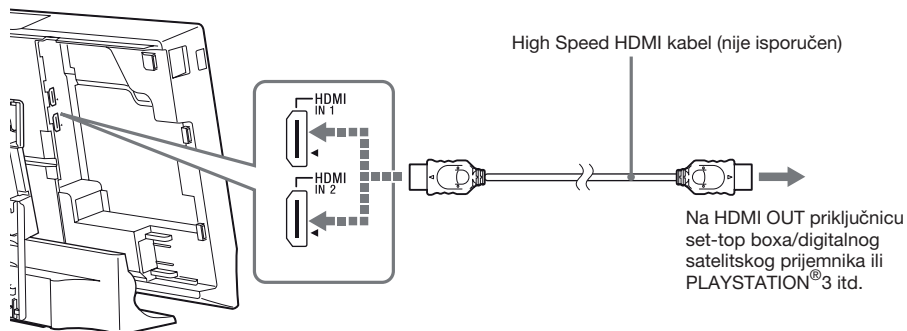 High Speed HDMI kabel (nije isporučen)
HDMI
IN 1
HDMI
IN 2
Na HDMI OUT priključnicu
set-top boxa/digitalnog
satelitskog prijemnika ili
PLAYSTATION®3 itd.